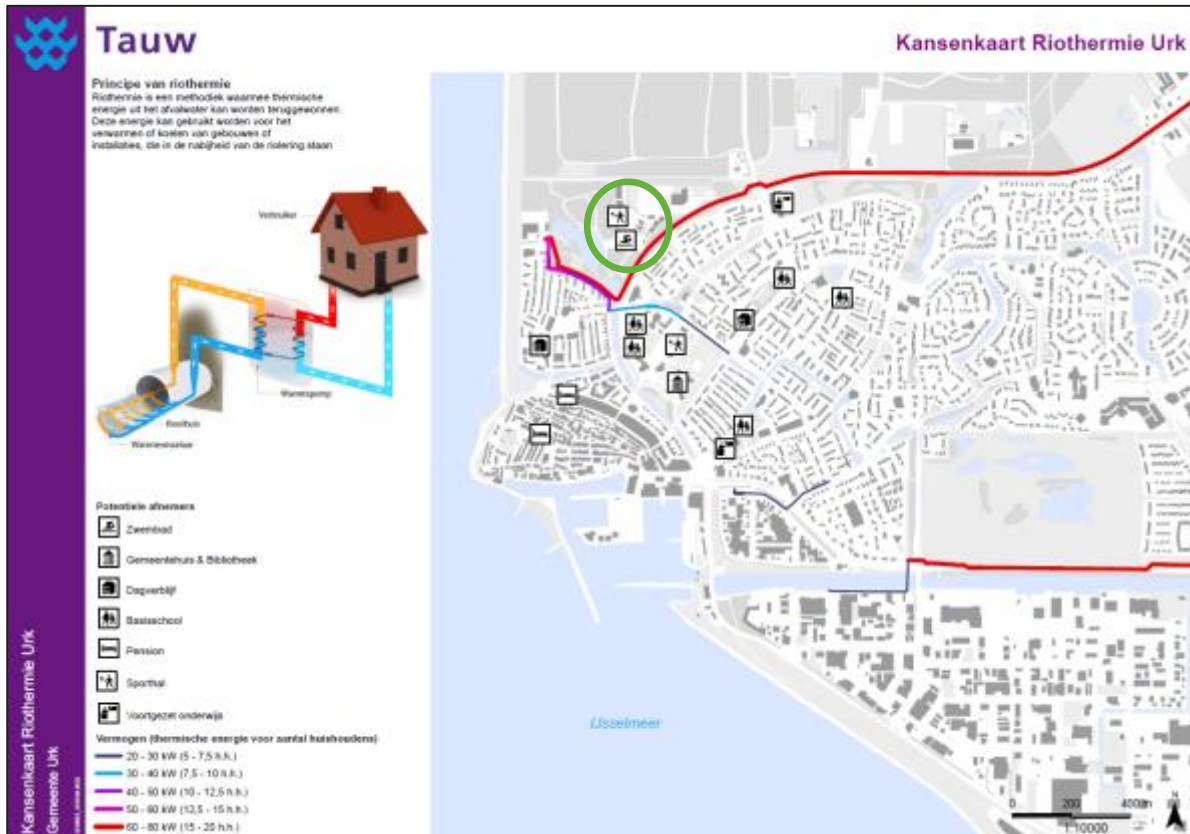 Tauw
Kansenkaart Riothermie Urk
Principe van riothermie
Riothermie is een methodiek waarmee thermische
energie uit het afvalwater kan worden teruggewonnen.
Deze energie kan gebruikt worden voor het
verwarmen of koelen van gebouwen of
installaties, die in de nabijheid van de riolering staan
Verbruiker
Warmtepomp
Rioolbuis
Warmtewisselaar
Potentiele afnemers
Zwembad
Gemeentehuis & Bibliotheek
Dagverblijf
Basisschool
Pension
Sporthal
Voortgezet onderwijs
Vermogen (thermische energie voor aantal huishoudens)
20 - 30 kW (5 - 7,5 h.h.)
30 - 40 kW (7,5 - 10 h.h.)
40 - 50 kW (10 - 12,5 h.h.)
50 - 60 kW (12,5 - 15 h.h.)
60 - 80 kW (15 - 20 h.h.)
Kansenkaart Riothermie Urk
Gemeente Urk
IJsselmeer
0 200 400
1:10000
N